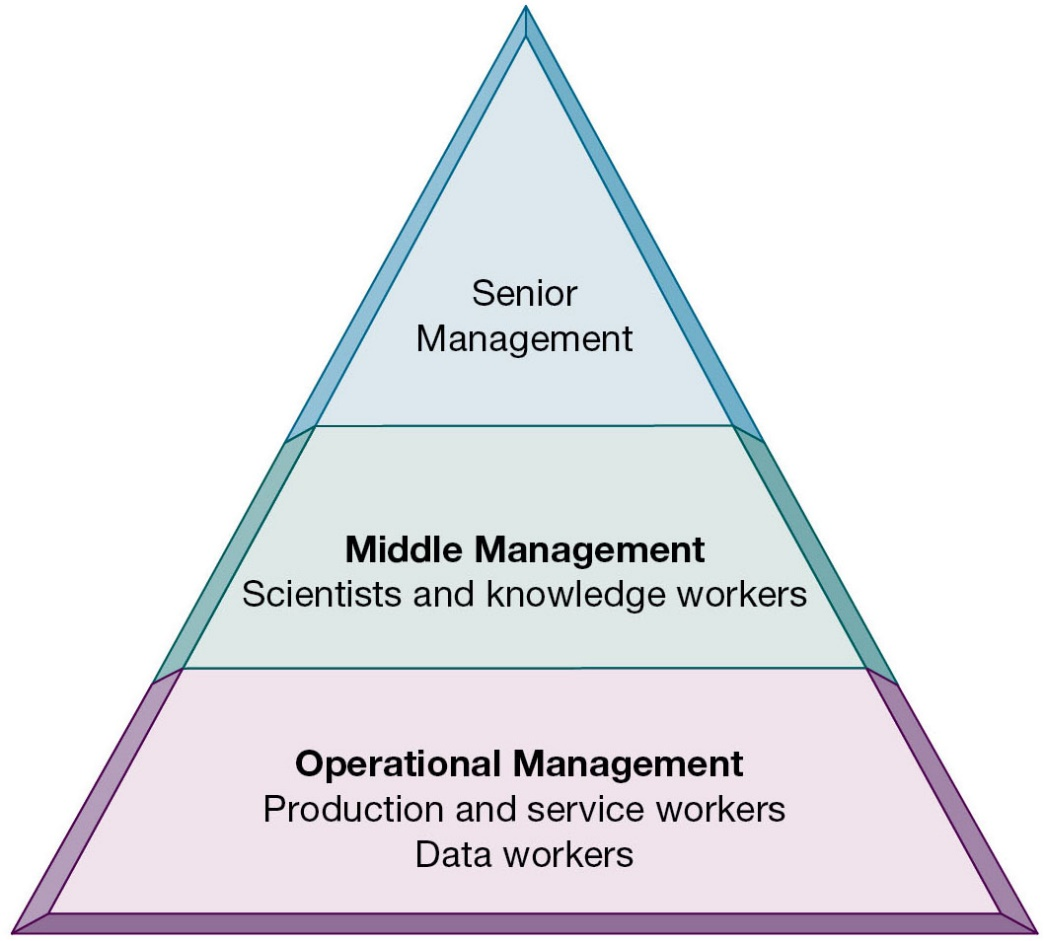 Senior
Management
Middle Management
Scientists and knowledge workers
Operational Management
Production and service workers
Data workers